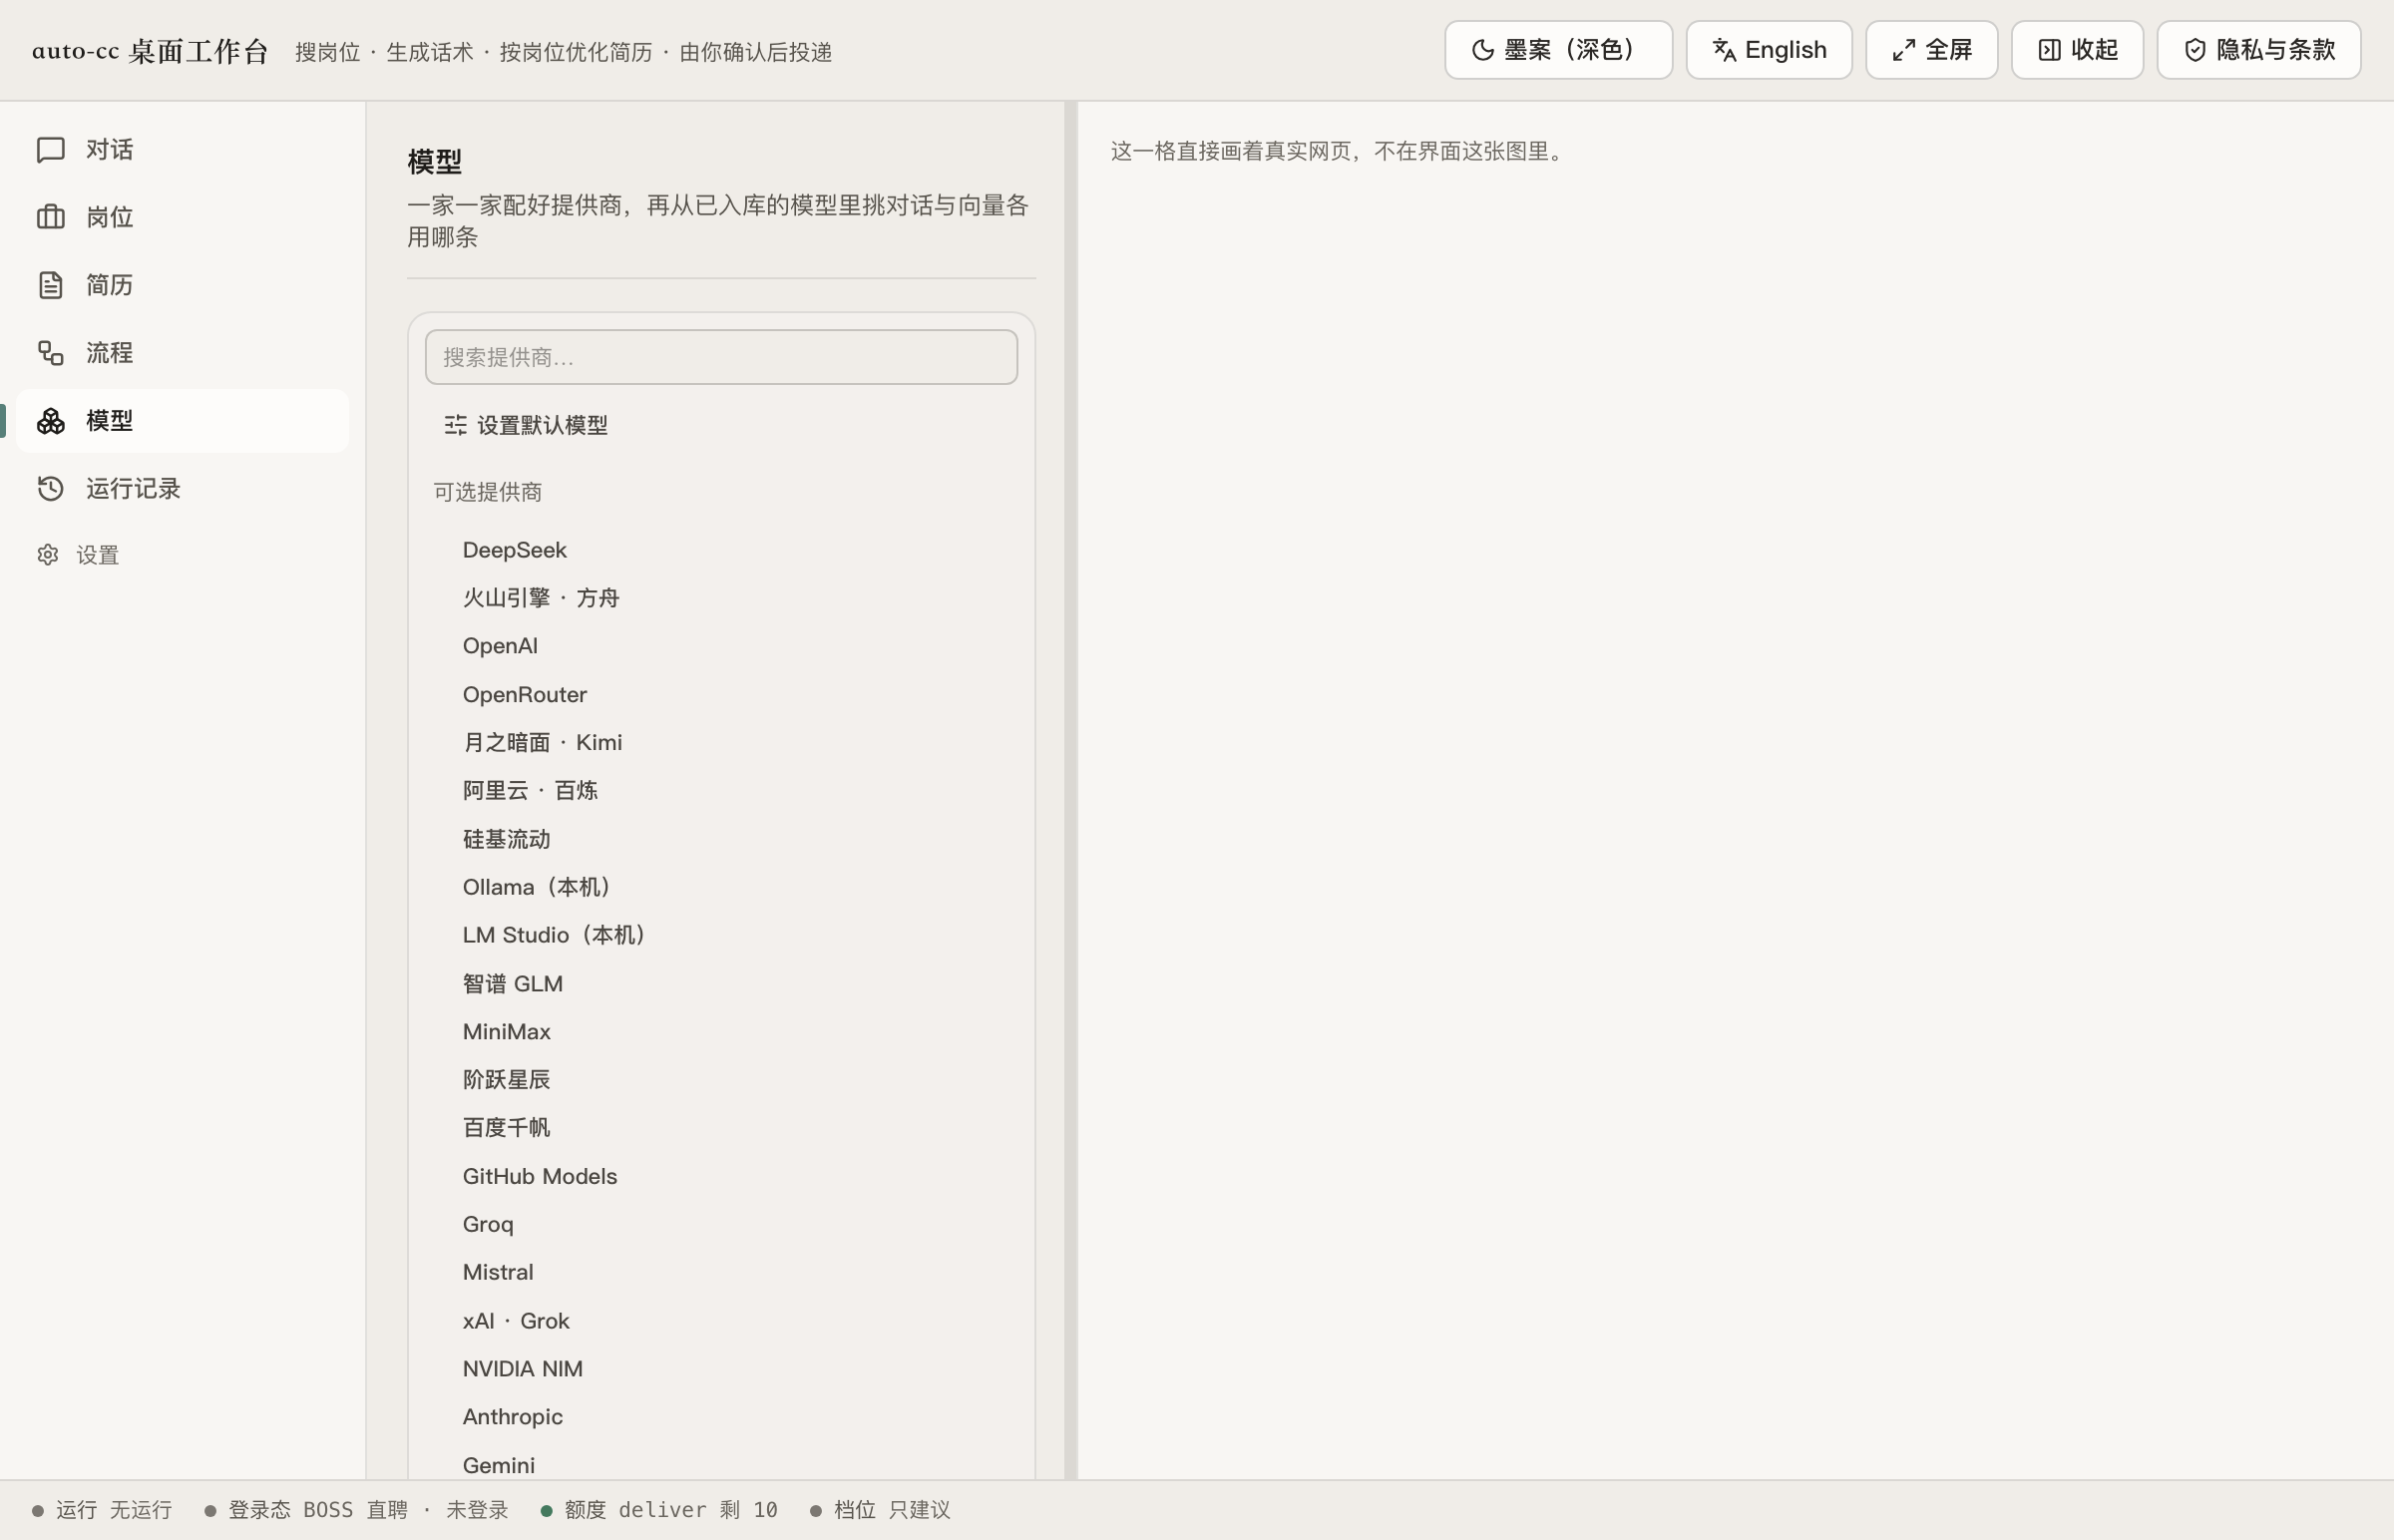 auto-cc 桌面工作台
搜岗位 · 生成话术 · 按岗位优化简历 · 由你确认后投递
墨案（深色）
English
全屏
收起
隐私与条款
对话
岗位
简历
流程
模型
运行记录
设置
模型
一家一家配好提供商，再从已入库的模型里挑对话与向量各
用哪条
搜索提供商…
设置默认模型
可选提供商
DeepSeek
火山引擎 · 方舟
OpenAI
OpenRouter
月之暗面 · Kimi
阿里云 · 百炼
硅基流动
Ollama（本机）
LM Studio（本机）
智谱 GLM
MiniMax
阶跃星辰
百度千帆
GitHub Models
Groq
Mistral
xAI · Grok
NVIDIA NIM
Anthropic
Gemini
这一格直接画着真实网页，不在界面这张图里。
运行 无运行
登录态 BOSS 直聘 · 未登录
额度 deliver 剩 10
档位 只建议